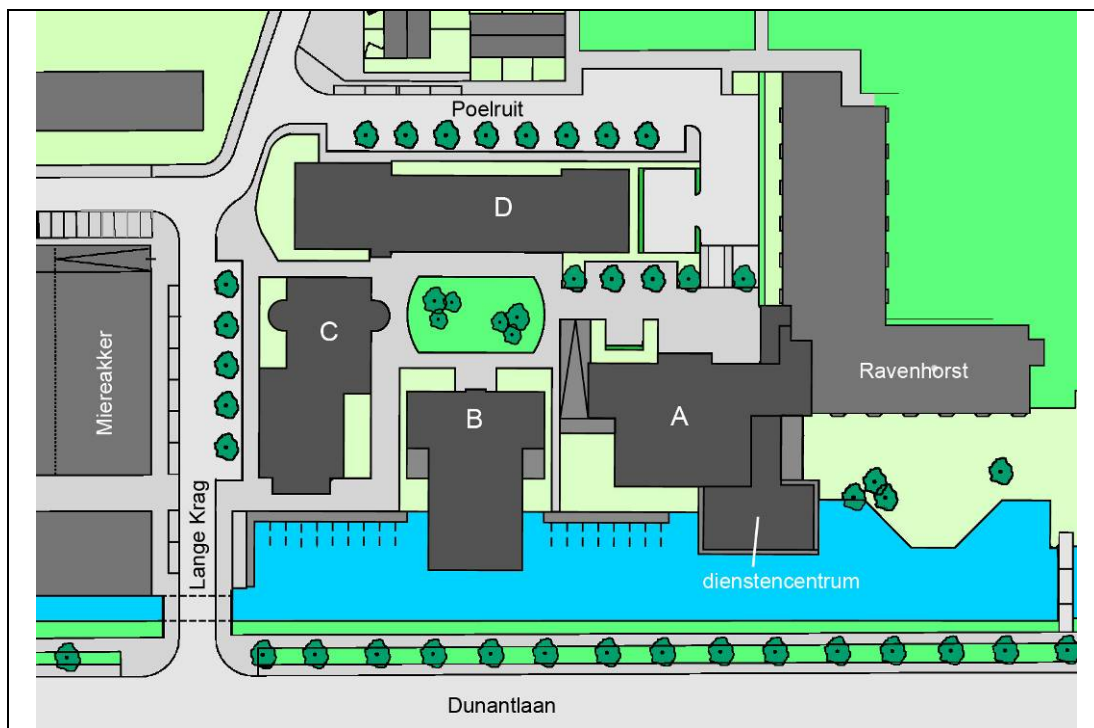 Poelruit
D
C
Ravenhorst
Miereakker
B
A
Lange Krag
dienstencentrum
Dunantlaan